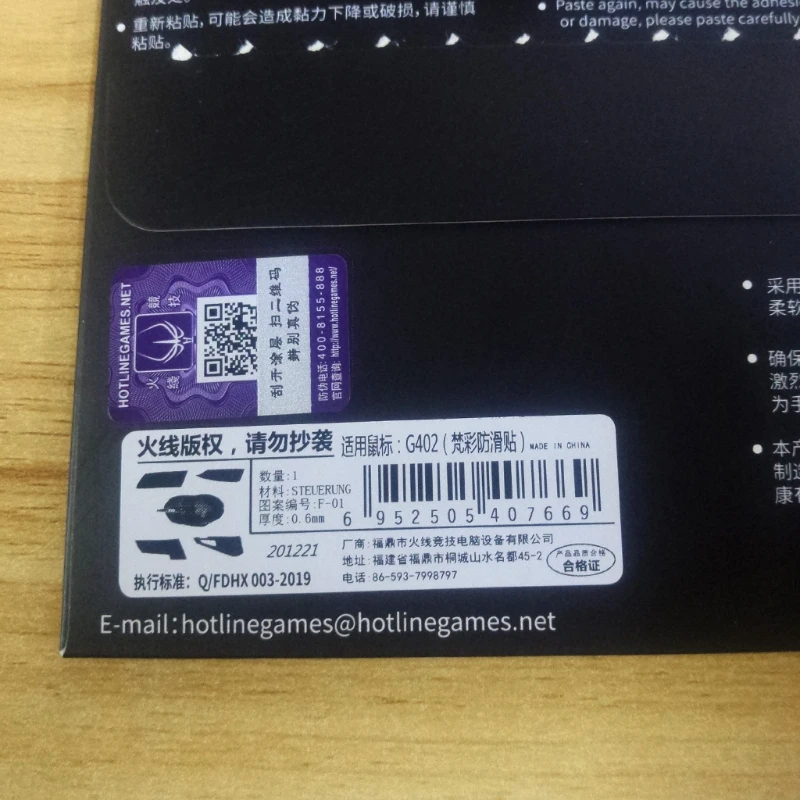 重新粘贴,可能会造成黏力下降或破损,请谨慎
粘贴。
Paste again, may cause the
or damage, please paste carefully
HOTLINEGAMES.NET
火线竞技
刮开涂层 扫二维码
辨别真伪
防伪电话:400-8155-888
官网查询: http://www.hotlinegames.net/
采用
柔软
确保
激烈
为手
本产
制造
康有
火线版权,请勿抄袭 适用鼠标:G402(梵彩防滑贴) MADE IN CHINA
数量:1
材料:STEUERUNG
图案编号:F-01
厚度:0.6mm
6 952505 407669
201221
执行标准: Q/FDHX 003-2019
厂商:福鼎市火线竞技电脑设备有限公司
地址:福建省福鼎市桐城山水名都45-2
电话:86-593-7998797
产品品质合格
合格证
E-mail:hotlinegames@hotlinegames.net